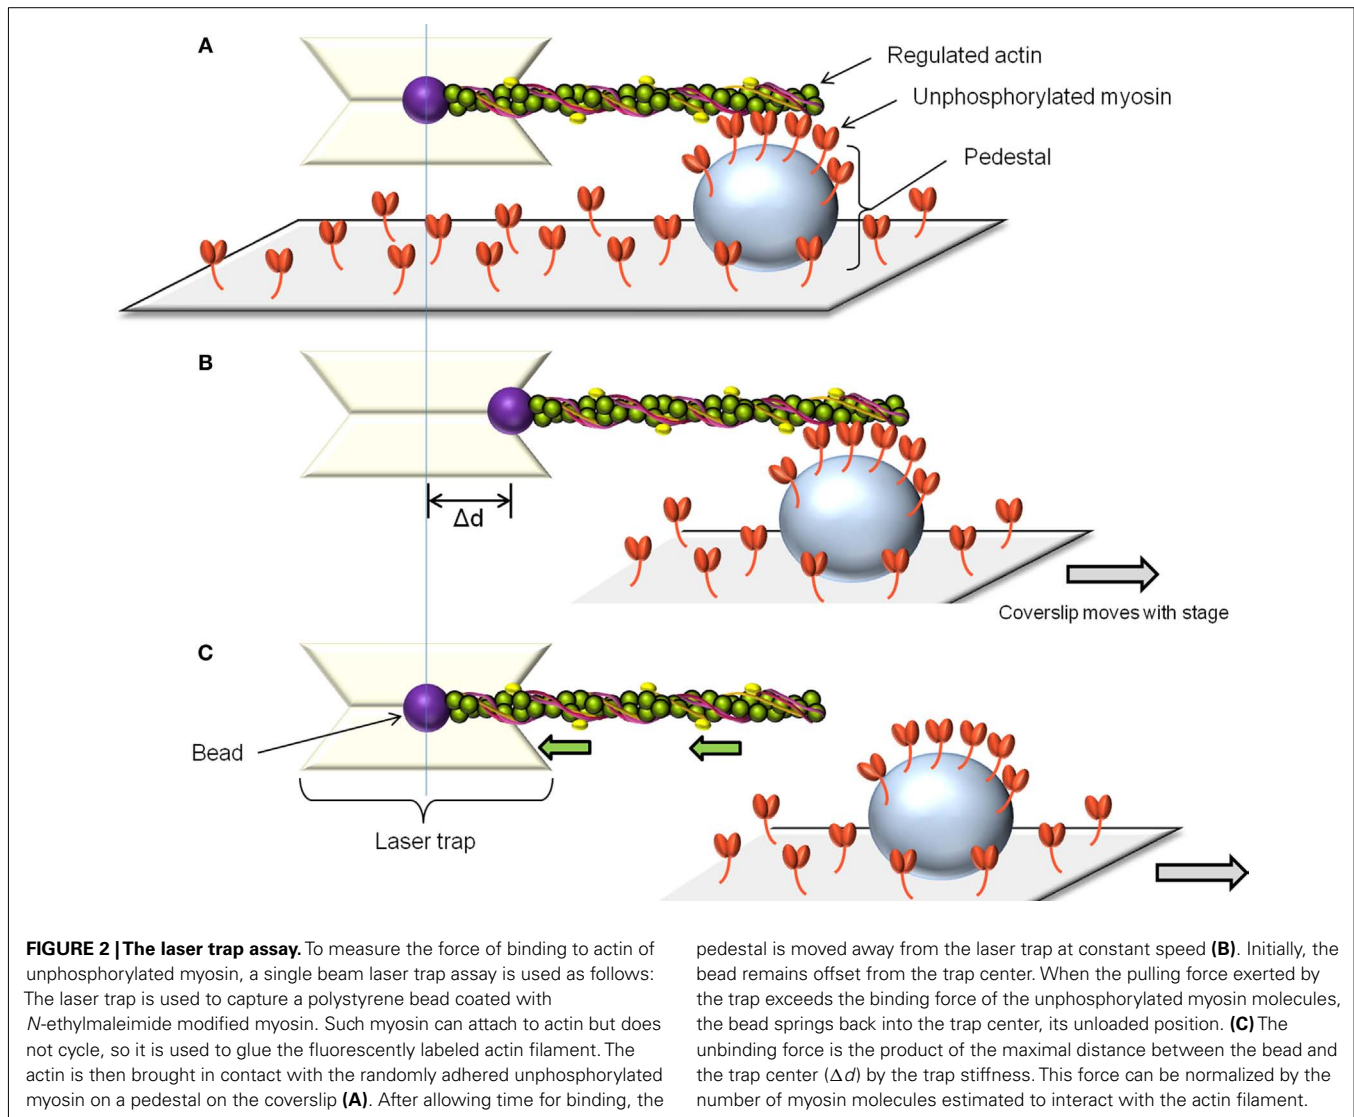 A
Regulated actin
Unphosphorylated myosin
Pedestal
B
Δd
Coverslip moves with stage
C
Bead
Laser trap
FIGURE 2 | The laser trap assay. To measure the force of binding to actin of
unphosphorylated myosin, a single beam laser trap assay is used as follows:
The laser trap is used to capture a polystyrene bead coated with
N-ethylmaleimide modified myosin. Such myosin can attach to actin but does
not cycle, so it is used to glue the fluorescently labeled actin filament. The
actin is then brought in contact with the randomly adhered unphosphorylated
myosin on a pedestal on the coverslip (A). After allowing time for binding, the
pedestal is moved away from the laser trap at constant speed (B). Initially, the
bead remains offset from the trap center. When the pulling force exerted by
the trap exceeds the binding force of the unphosphorylated myosin molecules,
the bead springs back into the trap center, its unloaded position. (C) The
unbinding force is the product of the maximal distance between the bead and
the trap center (Δd) by the trap stiffness. This force can be normalized by the
number of myosin molecules estimated to interact with the actin filament.